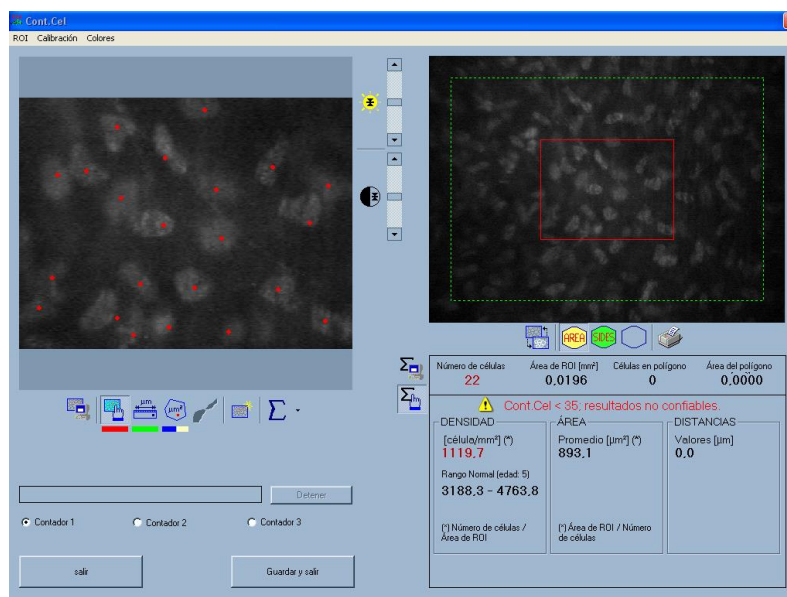 Cont.Cel
ROI Calibración Colores
µm
µm²
AREA
SIDES
Número de células Área de ROI [mm²] Células en polígono Área del polígono
22 0,0196 0 0,0000
Cont.Cel < 35; resultados no confiables.
DENSIDAD
[célula/mm²] (*)
1119,7
Rango Normal (edad: 5)
3188,3 - 4763,8
(*) Número de células /
Área de ROI
ÁREA
Promedio [µm²] (*)
893,1
(*) Área de ROI / Número
de células
DISTANCIAS
Valores [µm]
0,0
Detener
Contador 1 Contador 2 Contador 3
salir Guardar y salir